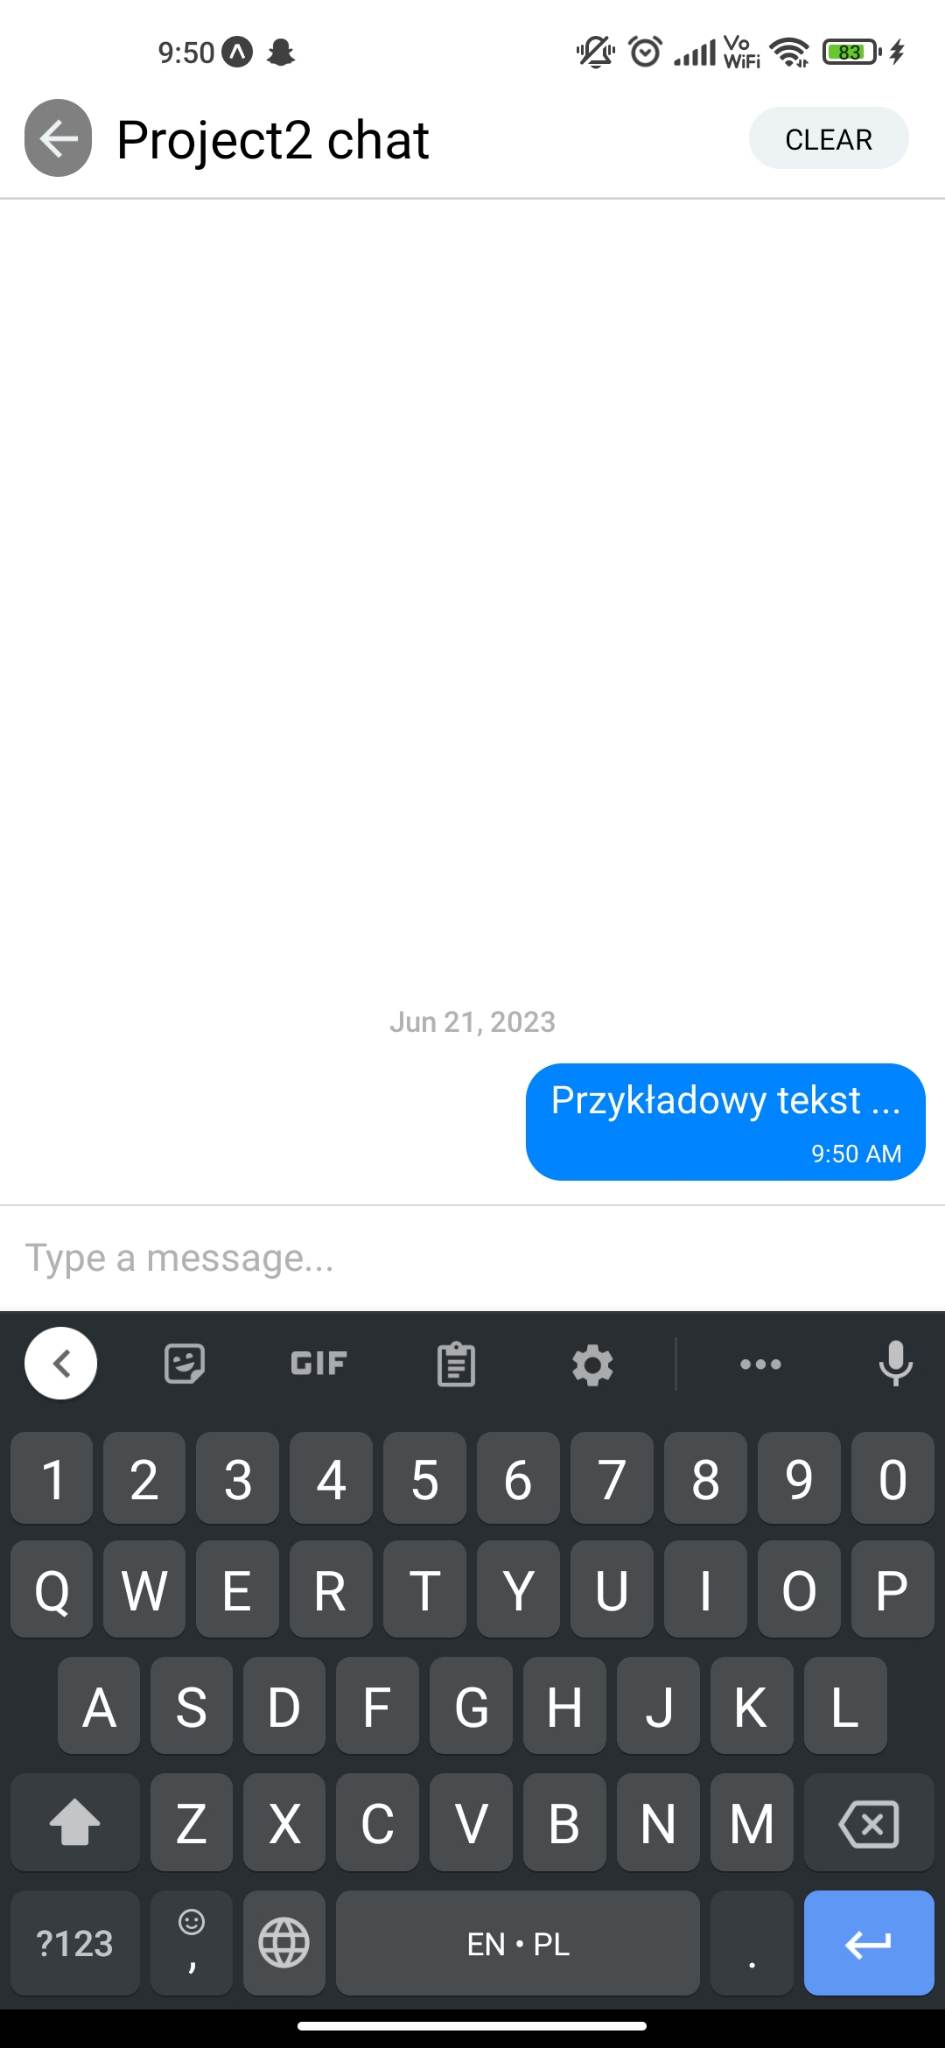 9:50
Vo
WiFi
83
Project2 chat
CLEAR
Jun 21, 2023
Przykładowy tekst ...
9:50 AM
Type a message...
GIF
1 2 3 4 5 6 7 8 9 0
Q W E R T Y U I O P
A S D F G H J K L
Z X C V B N M
?123 , EN • PL .